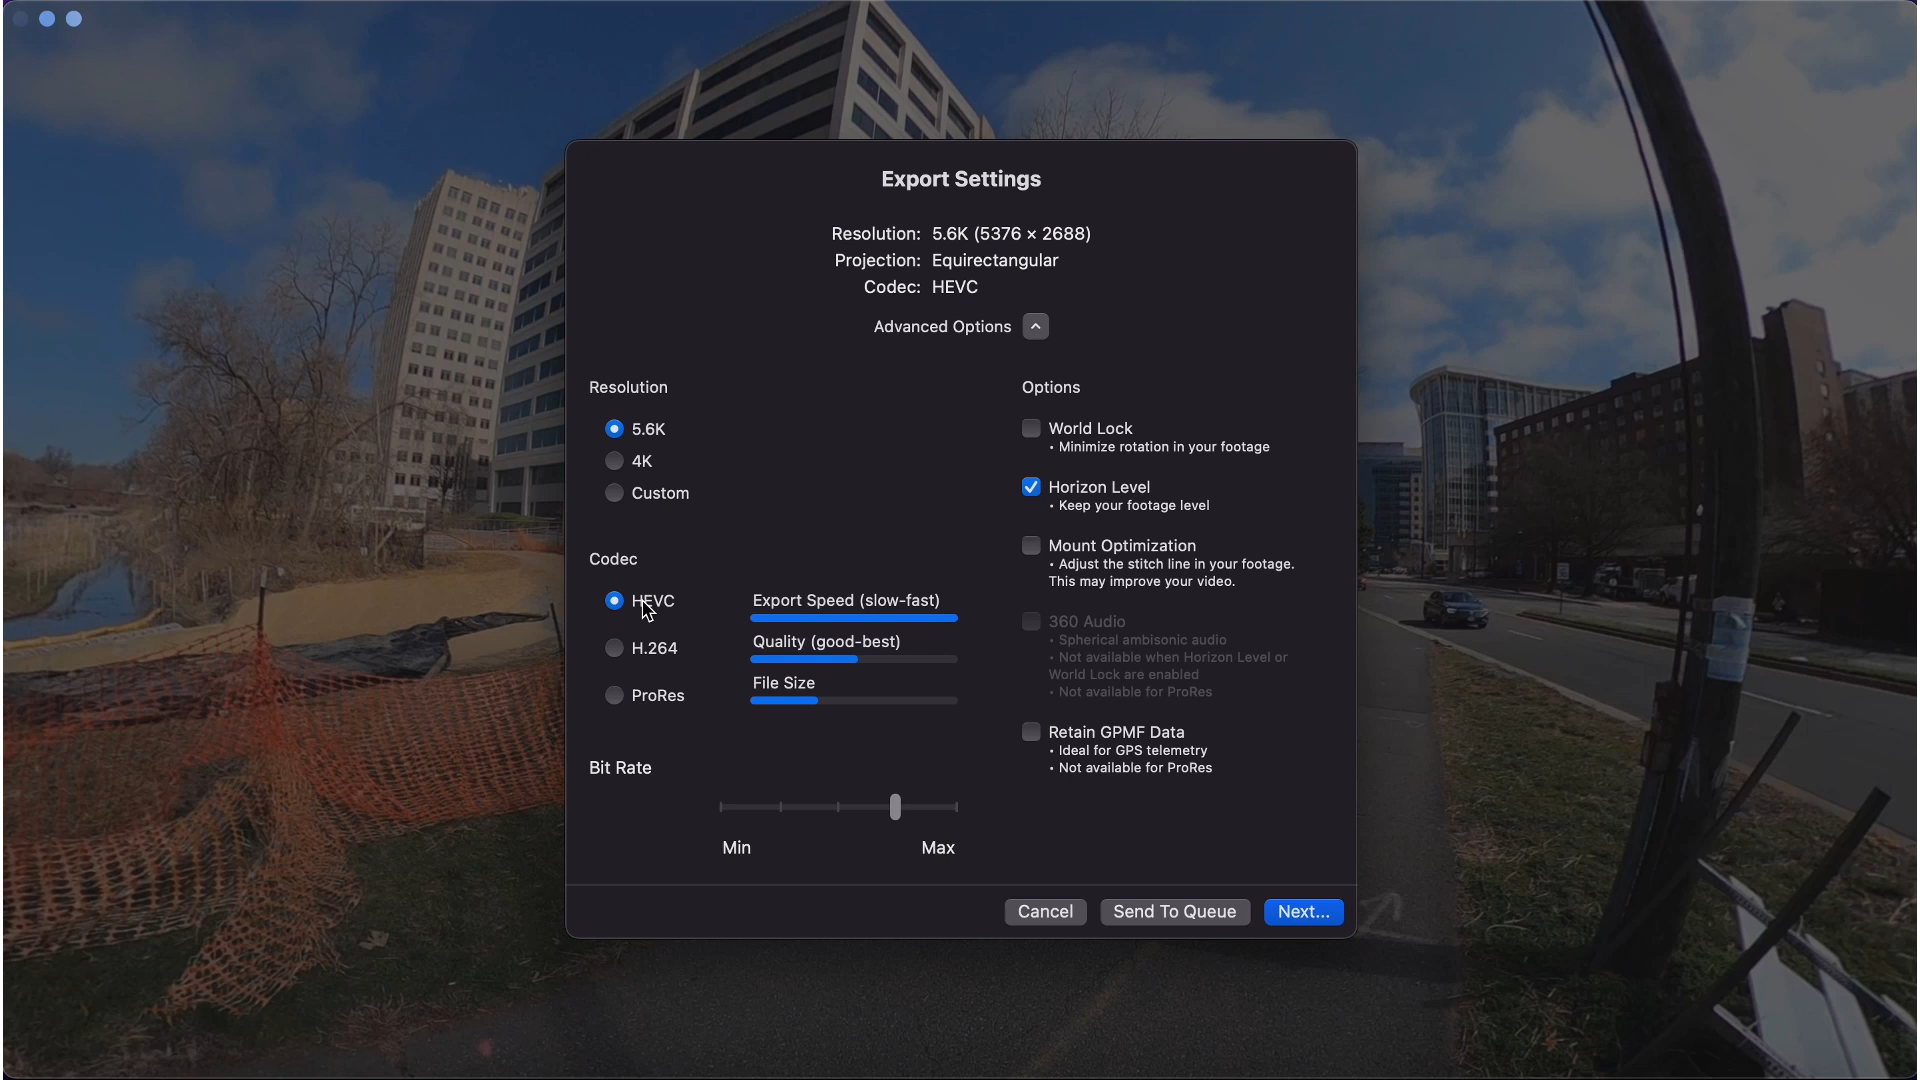 Export Settings
Resolution: 5.6K (5376 × 2688)
Projection: Equirectangular
Codec: HEVC
Advanced Options
Resolution
5.6K
4K
Custom
Codec
HEVC
H.264
ProRes
Export Speed (slow-fast)
Quality (good-best)
File Size
Bit Rate
Min
Max
Options
World Lock
• Minimize rotation in your footage
Horizon Level
• Keep your footage level
Mount Optimization
• Adjust the stitch line in your footage.
This may improve your video.
360 Audio
• Spherical ambisonic audio
• Not available when Horizon Level or
World Lock are enabled
• Not available for ProRes
Retain GPMF Data
• Ideal for GPS telemetry
• Not available for ProRes
Cancel
Send To Queue
Next...